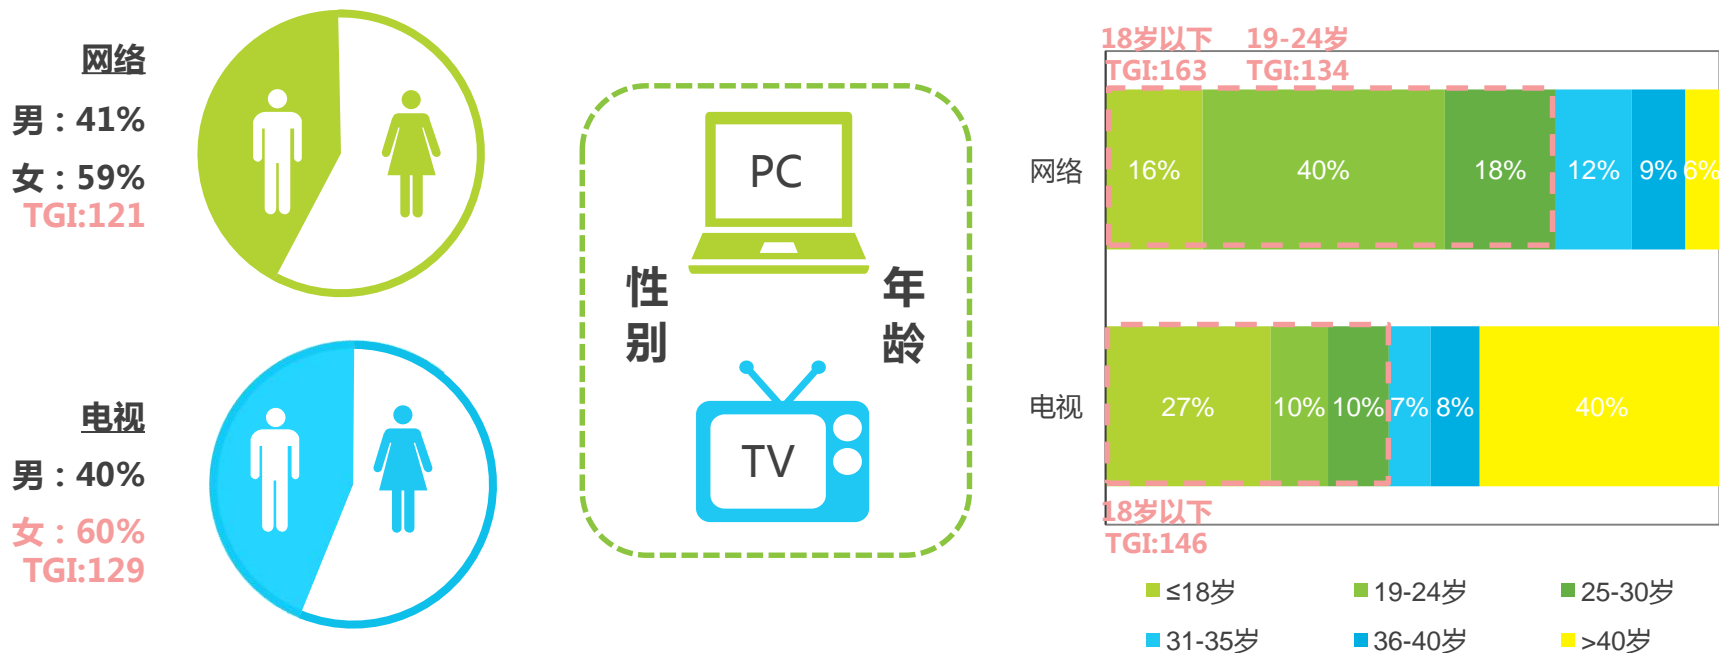 网络
男：41%
女：59%
TGI:121
电视
男：40%
女：60%
TGI:129
PC
性别
年龄
TV
18岁以下 19-24岁
TGI:163 TGI:134
网络 16% 40% 18% 12% 9% 6%
电视 27% 10% 10% 7% 8% 40%
18岁以下
TGI:146
≤18岁 19-24岁 25-30岁
31-35岁 36-40岁 >40岁